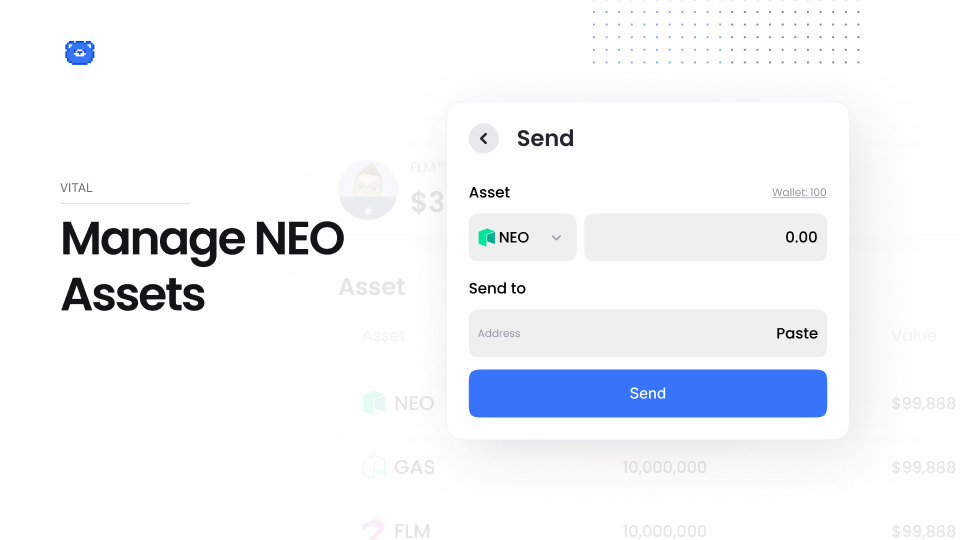 VITAL
Manage NEO
Assets
FLM**
$3
Asset
Asset
Value
NEO
$99,888
GAS
10,000,000
$99,888
FLM
10,000,000
$99,888
Send
Asset
Wallet: 100
NEO
0.00
Send to
Address
Paste
Send